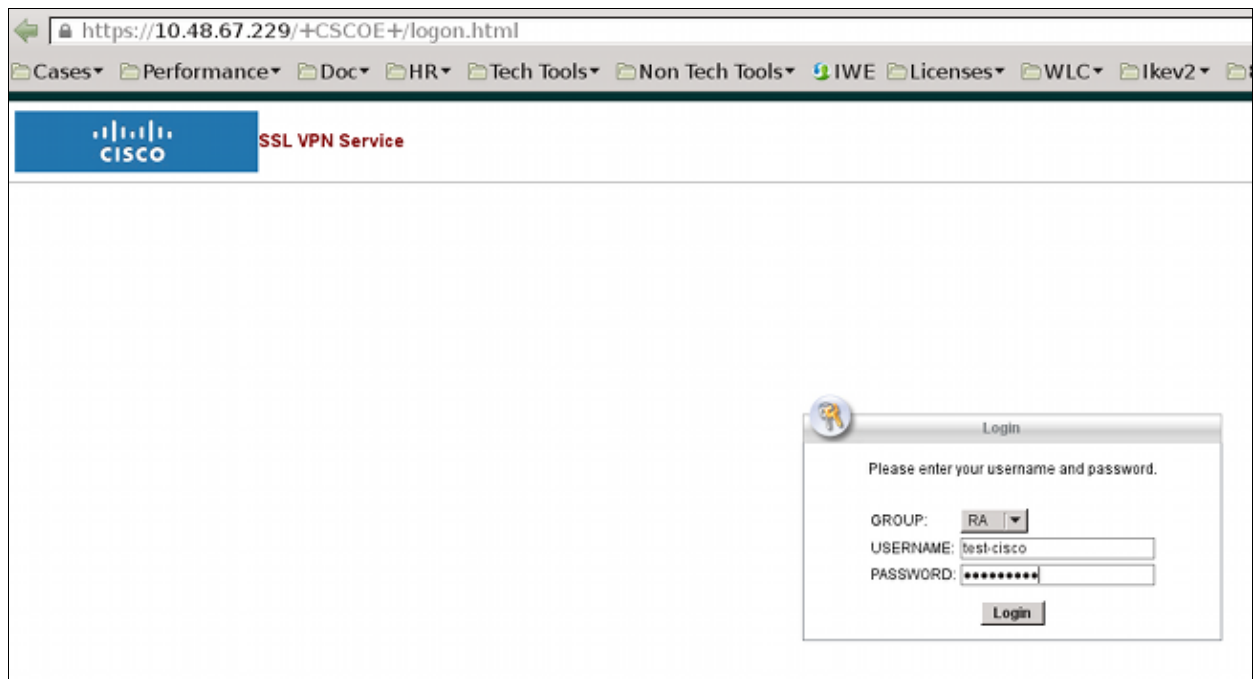 https://10.48.67.229/+CSCOE+/logon.html
Cases Performance Doc HR Tech Tools Non Tech Tools IWE Licenses WLC Ikev2
CISCO
SSL VPN Service
Login
Please enter your username and password.
GROUP: RA
USERNAME: test-cisco
PASSWORD: •••••••••
Login